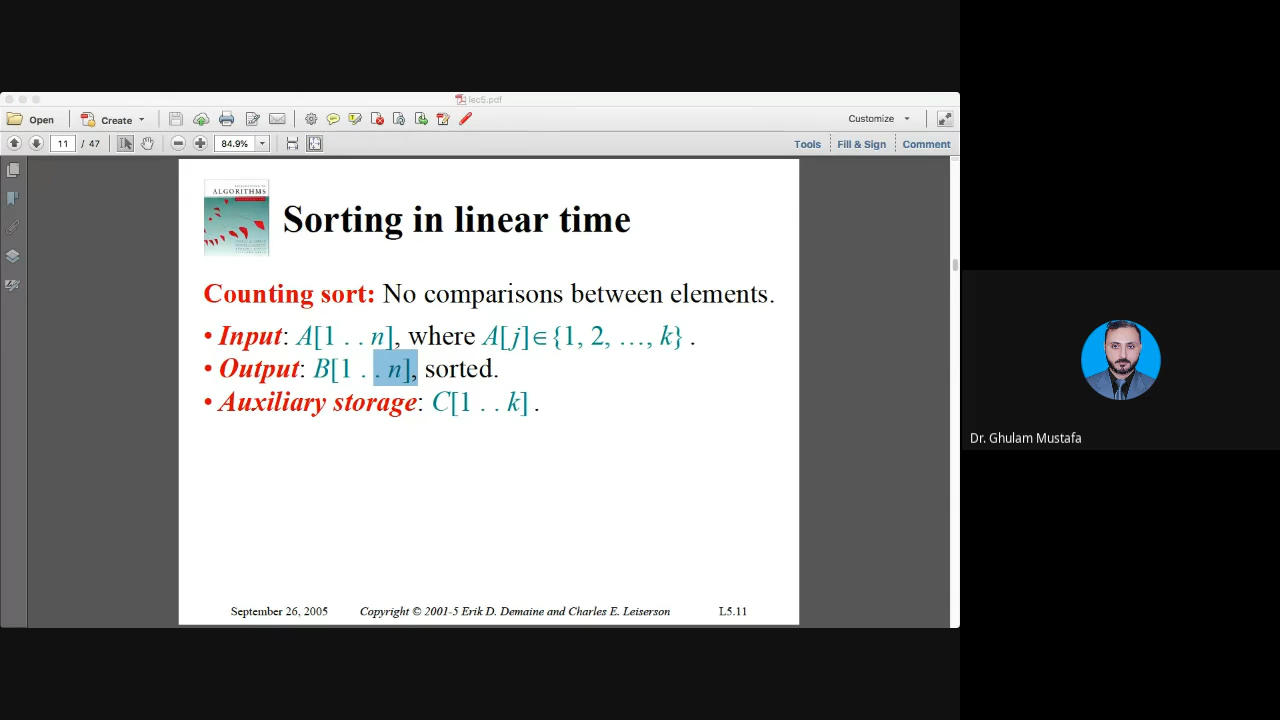 lec5.pdf
Open
Create
Customize
11 / 47
84.9%
Tools
Fill & Sign
Comment
ALGORITHMS
Sorting in linear time
Counting sort: No comparisons between elements.
• Input: A[1 . . n], where A[ j]∈{1, 2, …, k} .
• Output: B[1 . . n], sorted.
• Auxiliary storage: C[1 . . k] .
September 26, 2005 Copyright © 2001-5 Erik D. Demaine and Charles E. Leiserson L5.11
Dr. Ghulam Mustafa